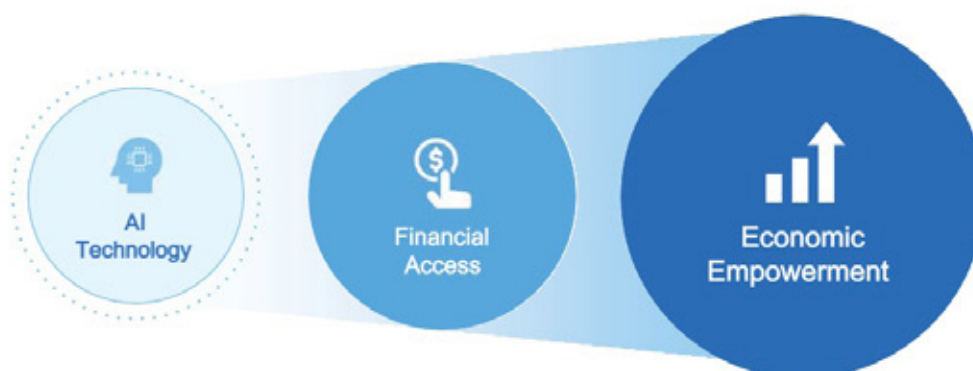 AI
Technology
$
Financial
Access
Economic
Empowerment